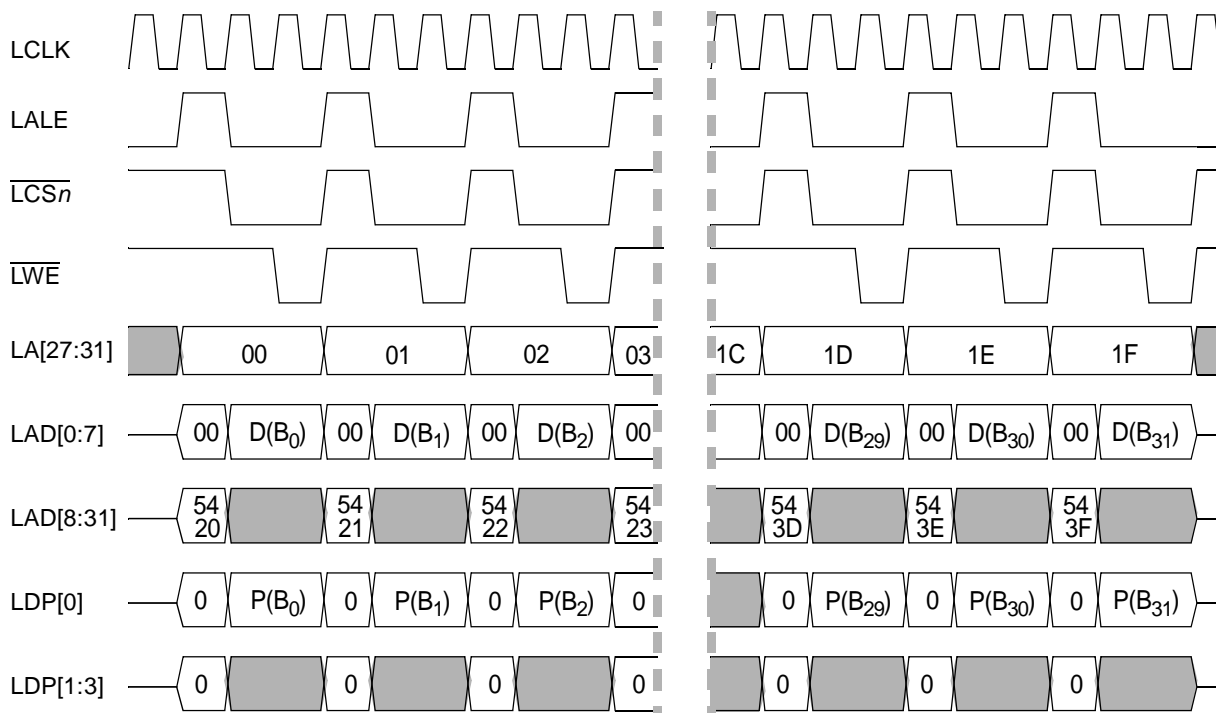 LCLK
LALE
LCSn
LWE
LA[27:31] 00 01 02 03 1C 1D 1E 1F
LAD[0:7] 00 D(B0) 00 D(B1) 00 D(B2) 00 00 D(B29) 00 D(B30) 00 D(B31)
LAD[8:31] 54 54 54 54 54 54 54
20 21 22 23 3D 3E 3F
LDP[0] 0 P(B0) 0 P(B1) 0 P(B2) 0 0 P(B29) 0 P(B30) 0 P(B31)
LDP[1:3] 0 0 0 0 0 0 0